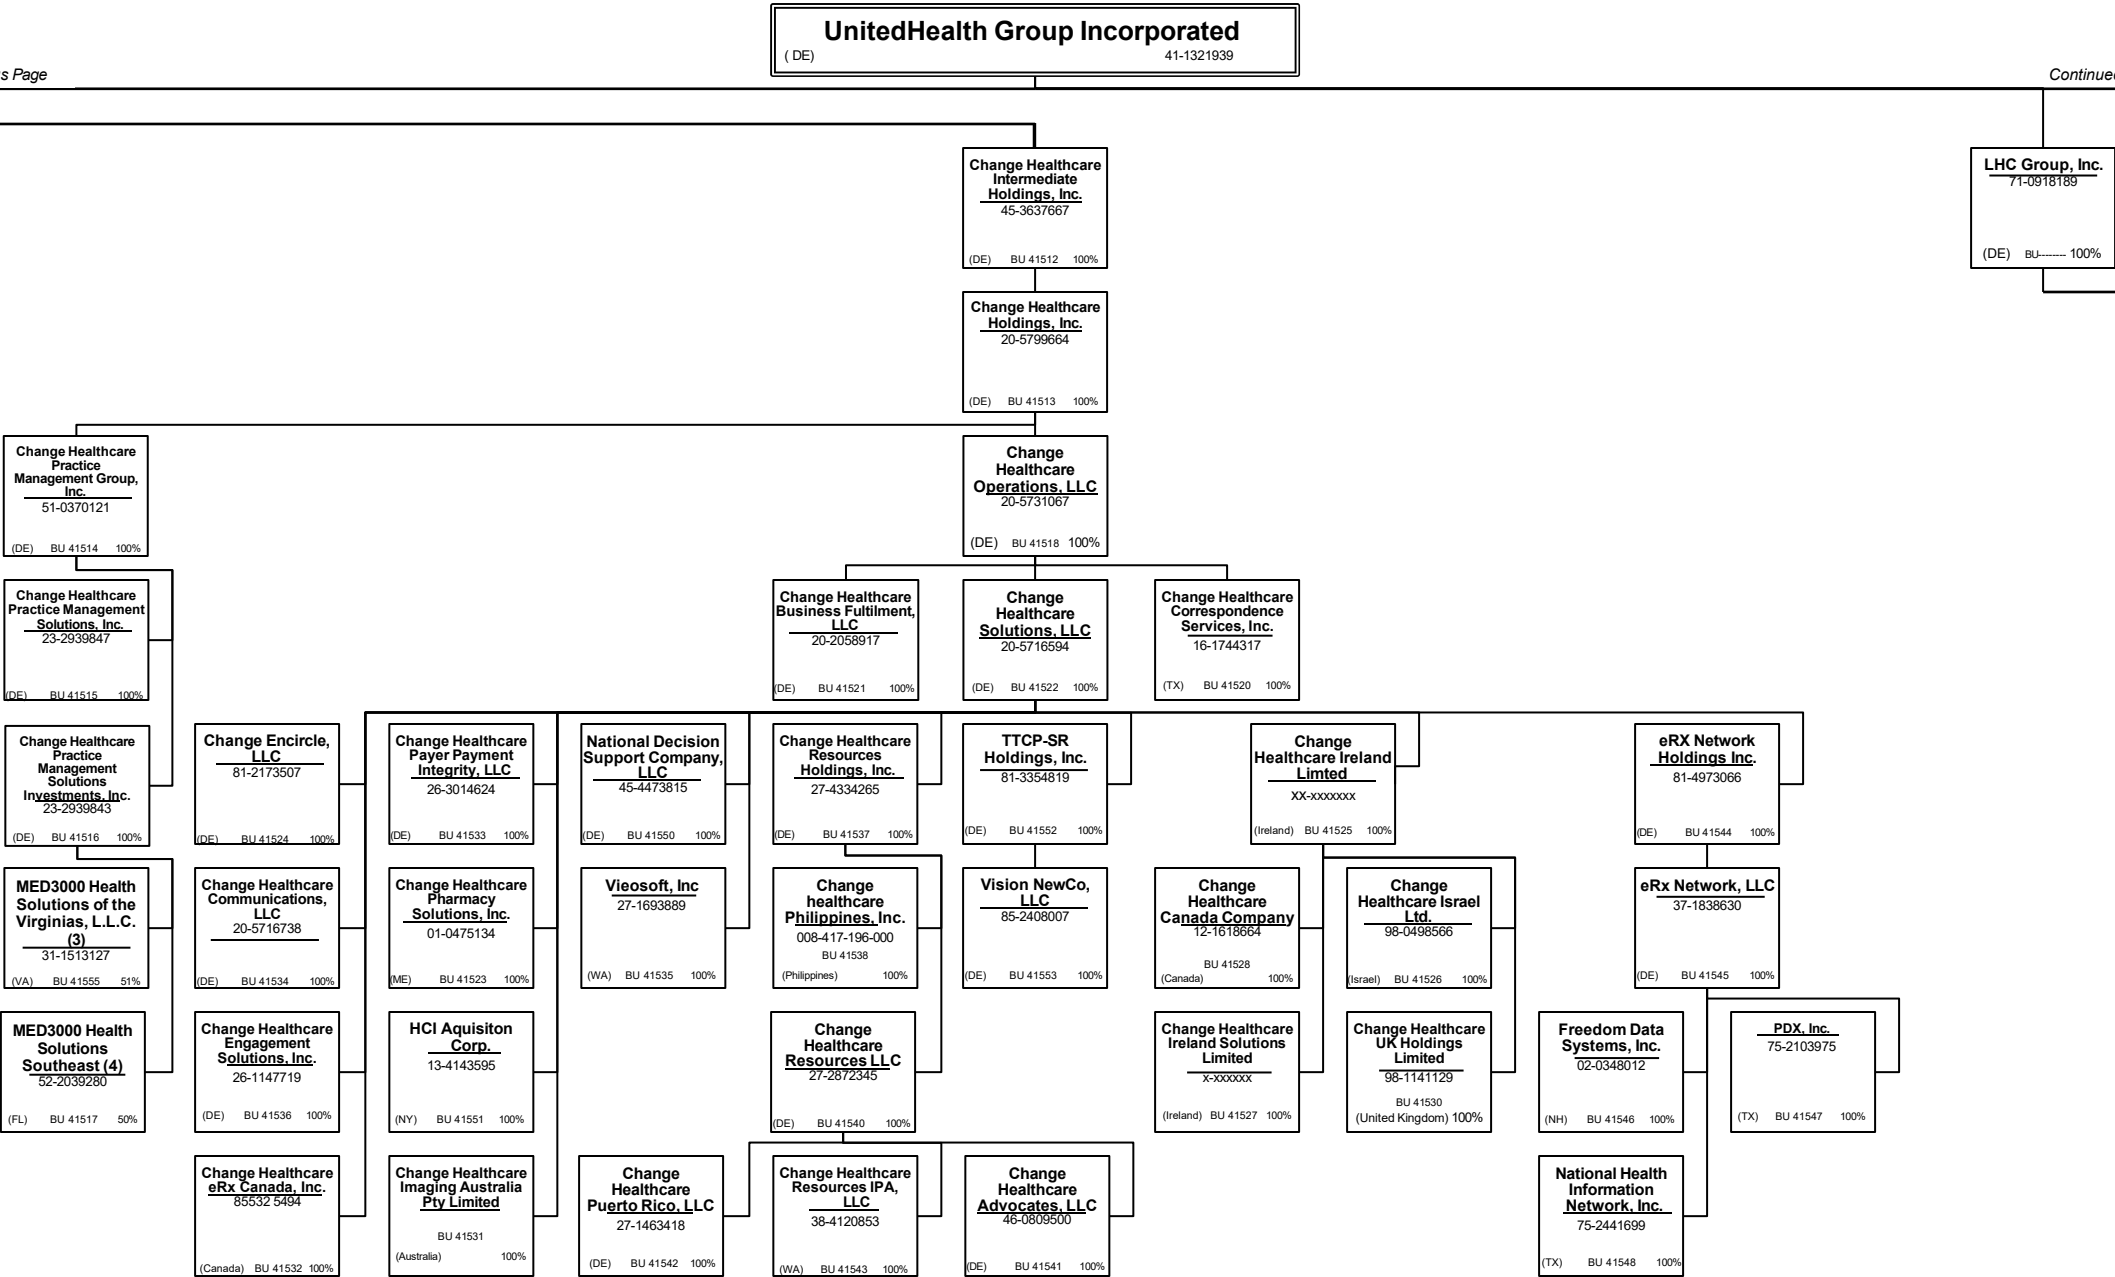 UnitedHealth Group Incorporated
( DE) 41-1321939
s Page
Continued
Change Healthcare
Intermediate
Holdings, Inc.
45-3637667
(DE) BU 41512 100%
LHC Group, Inc.
71-0918189
(DE) BU-------- 100%
Change Healthcare
Holdings, Inc.
20-5799664
(DE) BU 41513 100%
Change Healthcare
Practice
Management Group,
Inc.
51-0370121
(DE) BU 41514 100%
Change
Healthcare
Operations, LLC
20-5731067
(DE) BU 41518 100%
Change Healthcare
Practice Management
Solutions, Inc.
23-2939847
(DE) BU 41515 100%
Change Healthcare
Business Fultilment,
LLC
20-2058917
(DE) BU 41521 100%
Change
Healthcare
Solutions, LLC
20-5716594
(DE) BU 41522 100%
Change Healthcare
Correspondence
Services, Inc.
16-1744317
(TX) BU 41520 100%
Change Healthcare
Practice
Management
Solutions
Investments, Inc.
23-2939843
(DE) BU 41516 100%
Change Encircle,
LLC
81-2173507
(DE) BU 41524 100%
Change Healthcare
Payer Payment
Integrity, LLC
26-3014624
(DE) BU 41533 100%
National Decision
Support Company,
LLC
45-4473815
(DE) BU 41550 100%
Change Healthcare
Resources
Holdings, Inc.
27-4334265
(DE) BU 41537 100%
TTCP-SR
Holdings, Inc.
81-3354819
(DE) BU 41552 100%
Change
Healthcare Ireland
Limted
XX-xxxxxxx
(Ireland) BU 41525 100%
eRX Network
Holdings Inc.
81-4973066
(DE) BU 41544 100%
MED3000 Health
Solutions of the
Virginias, L.L.C.
(3)
31-1513127
(VA) BU 41555 51%
Change Healthcare
Communications,
LLC
20-5716738
(DE) BU 41534 100%
Change Healthcare
Pharmacy
Solutions, Inc.
01-0475134
(ME) BU 41523 100%
Vieosoft, Inc
27-1693889
(WA) BU 41535 100%
Change
healthcare
Philippines, Inc.
008-417-196-000
BU 41538
(Philippines) 100%
Vision NewCo,
LLC
85-2408007
(DE) BU 41553 100%
Change
Healthcare
Canada Company
12-1618664
BU 41528
(Canada) 100%
Change
Healthcare Israel
Ltd.
98-0498566
(Israel) BU 41526 100%
eRx Network, LLC
37-1838630
(DE) BU 41545 100%
MED3000 Health
Solutions
Southeast (4)
52-2039280
(FL) BU 41517 50%
Change Healthcare
Engagement
Solutions, Inc.
26-1147719
(DE) BU 41536 100%
HCI Aquisiton
Corp.
13-4143595
(NY) BU 41551 100%
Change
Healthcare
Resources LLC
27-2872345
(DE) BU 41540 100%
Change Healthcare
Ireland Solutions
Limited
x-xxxxxx
(Ireland) BU 41527 100%
Change Healthcare
UK Holdings
Limited
98-1141129
BU 41530
(United Kingdom) 100%
Freedom Data
Systems, Inc.
02-0348012
(NH) BU 41546 100%
PDX, Inc.
75-2103975
(TX) BU 41547 100%
Change Healthcare
eRx Canada, Inc.
85532 5494
(Canada) BU 41532 100%
Change Healthcare
Imaging Australia
Pty Limited
BU 41531
(Australia) 100%
Change
Healthcare
Puerto Rico, LLC
27-1463418
(DE) BU 41542 100%
Change Healthcare
Resources IPA,
LLC
38-4120853
(WA) BU 41543 100%
Change
Healthcare
Advocates, LLC
46-0809500
(DE) BU 41541 100%
National Health
Information
Network, Inc.
75-2441699
(TX) BU 41548 100%